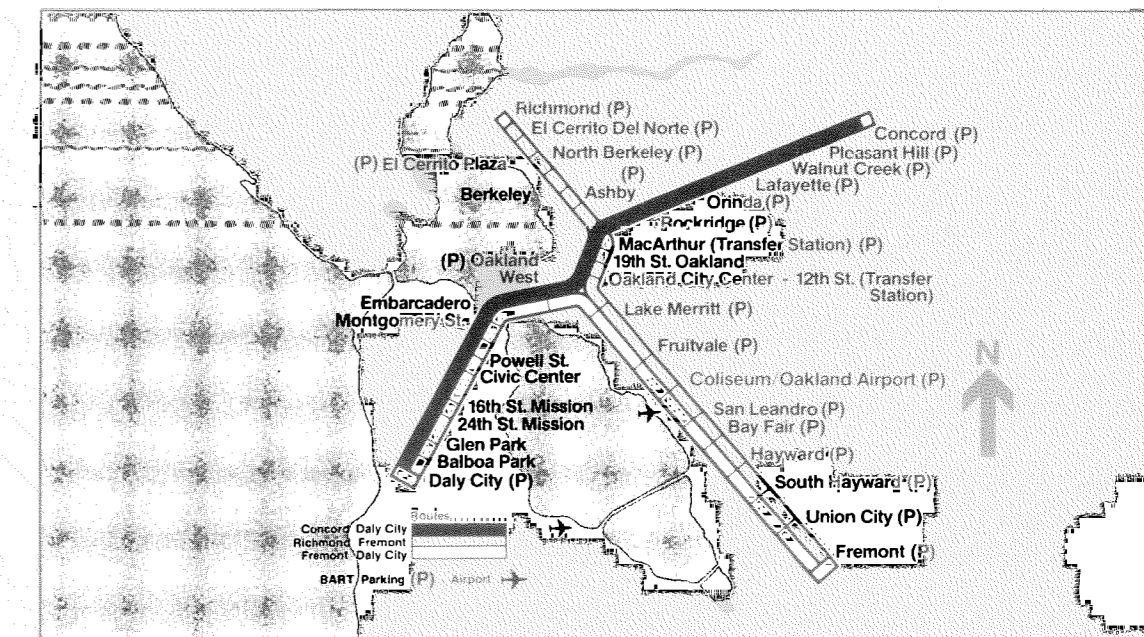 Richmond (P)
El Cerrito Del Norte (P)
North Berkeley (P)
(P) El Cerrito Plaza
(P)
Ashby
Berkeley
Concord (P)
Pleasant Hill (P)
Walnut Creek (P)
Lafayette (P)
Orinda (P)
Rockridge (P)
MacArthur (Transfer Station) (P)
19th St. Oakland
Oakland City Center - 12th St. (Transfer
Station)
(P) Oakland
West
Embarcadero
Montgomery St.
Lake Merritt (P)
Fruitvale (P)
Coliseum/Oakland Airport (P)
San Leandro (P)
Bay Fair (P)
Hayward (P)
South Hayward (P)
Union City (P)
Fremont (P)
Powell St.
Civic Center
16th St. Mission
24th St. Mission
Glen Park
Balboa Park
Daly City (P)
N
Routes
Concord Daly City
Richmond Fremont
Fremont Daly City
BART Parking (P) Airport